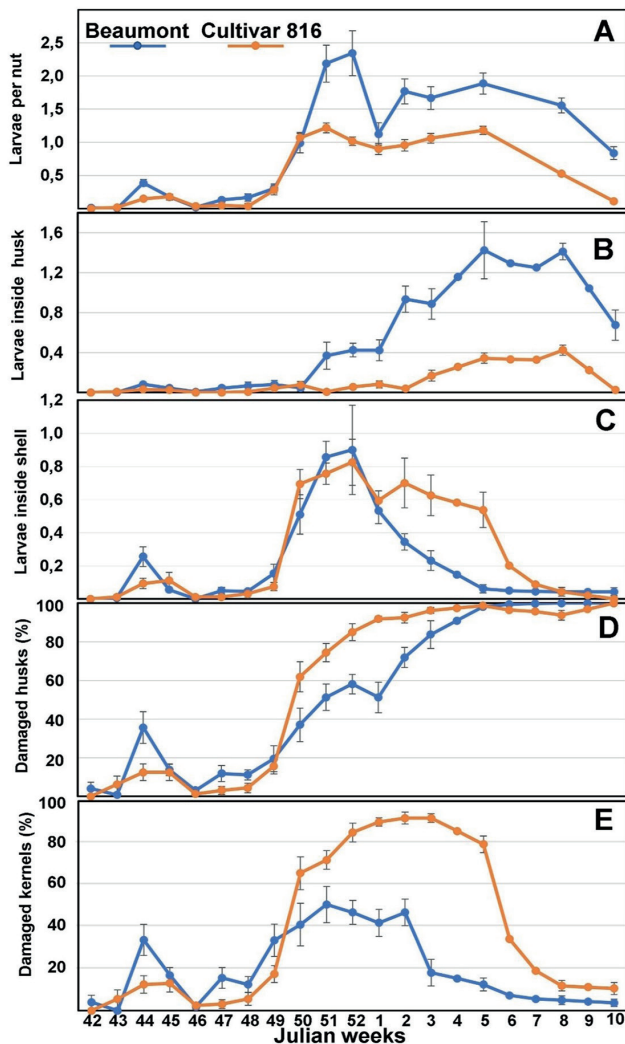 Beaumont Cultivar 816
A
Larvae per nut
2,5
2,0
1,5
1,0
0,5
B
Larvae inside husk
1,6
1,2
0,8
0,4
C
Larvae inside shell
1,2
1,0
0,8
0,6
0,4
0,2
D
Damaged husks (%)
100
80
60
40
20
E
Damaged kernels (%)
100
80
60
40
20
42 43 44 45 46 47 48 49 50 51 52 1 2 3 4 5 6 7 8 9 10
Julian weeks